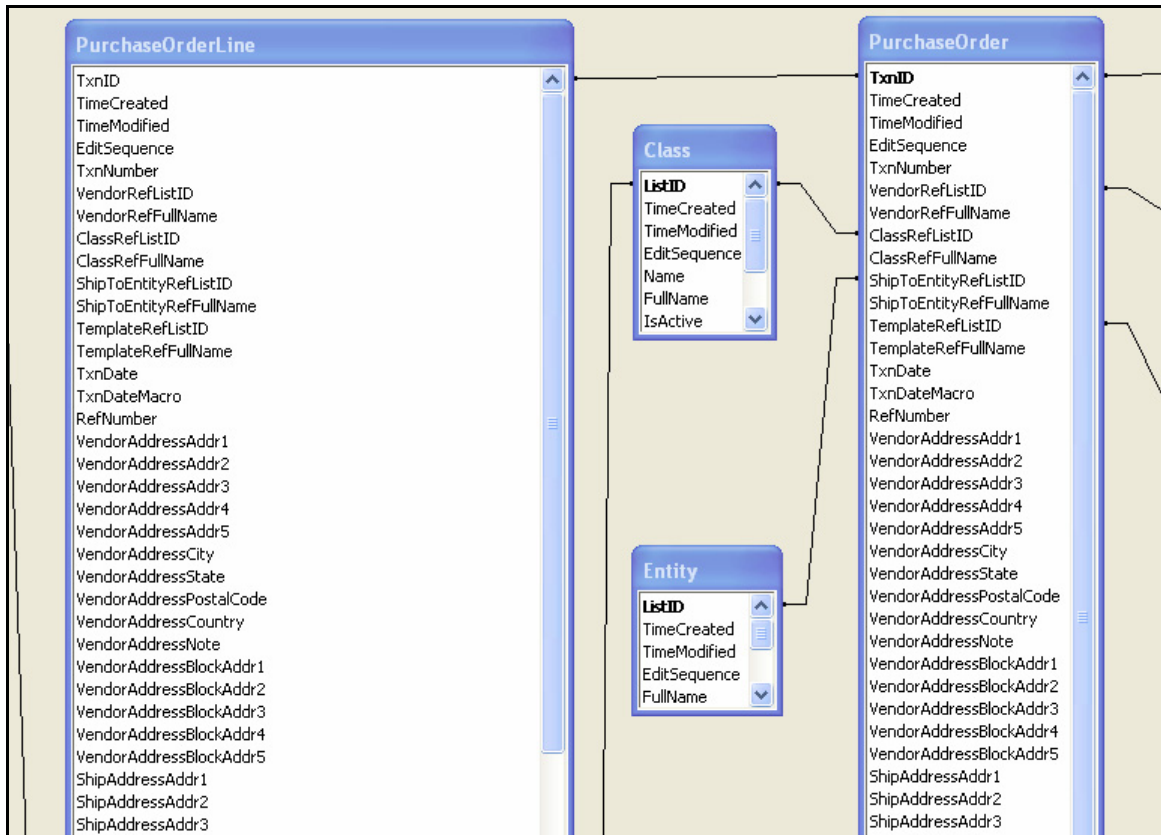 PurchaseOrderLine
TxnID
TimeCreated
TimeModified
EditSequence
TxnNumber
VendorRefListID
VendorRefFullName
ClassRefListID
ClassRefFullName
ShipToEntityRefListID
ShipToEntityRefFullName
TemplateRefListID
TemplateRefFullName
TxnDate
TxnDateMacro
RefNumber
VendorAddressAddr1
VendorAddressAddr2
VendorAddressAddr3
VendorAddressAddr4
VendorAddressAddr5
VendorAddressCity
VendorAddressState
VendorAddressPostalCode
VendorAddressCountry
VendorAddressNote
VendorAddressBlockAddr1
VendorAddressBlockAddr2
VendorAddressBlockAddr3
VendorAddressBlockAddr4
VendorAddressBlockAddr5
ShipAddressAddr1
ShipAddressAddr2
ShipAddressAddr3
Class
ListID
TimeCreated
TimeModified
EditSequence
Name
FullName
IsActive
Entity
ListID
TimeCreated
TimeModified
EditSequence
FullName
PurchaseOrder
TxnID
TimeCreated
TimeModified
EditSequence
TxnNumber
VendorRefListID
VendorRefFullName
ClassRefListID
ClassRefFullName
ShipToEntityRefListID
ShipToEntityRefFullName
TemplateRefListID
TemplateRefFullName
TxnDate
TxnDateMacro
RefNumber
VendorAddressAddr1
VendorAddressAddr2
VendorAddressAddr3
VendorAddressAddr4
VendorAddressAddr5
VendorAddressCity
VendorAddressState
VendorAddressPostalCode
VendorAddressCountry
VendorAddressNote
VendorAddressBlockAddr1
VendorAddressBlockAddr2
VendorAddressBlockAddr3
VendorAddressBlockAddr4
VendorAddressBlockAddr5
ShipAddressAddr1
ShipAddressAddr2
ShipAddressAddr3